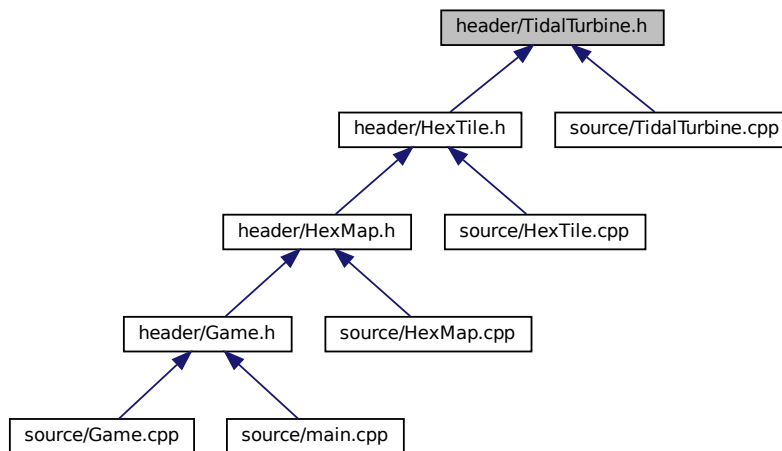 header/TidalTurbine.h
header/HexTile.h
source/TidalTurbine.cpp
header/HexMap.h
source/HexTile.cpp
header/Game.h
source/HexMap.cpp
source/Game.cpp
source/main.cpp